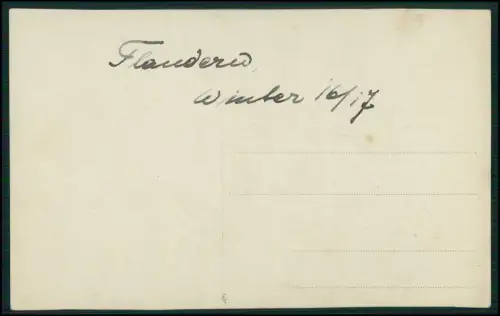 Flandern,
Winter 16/17